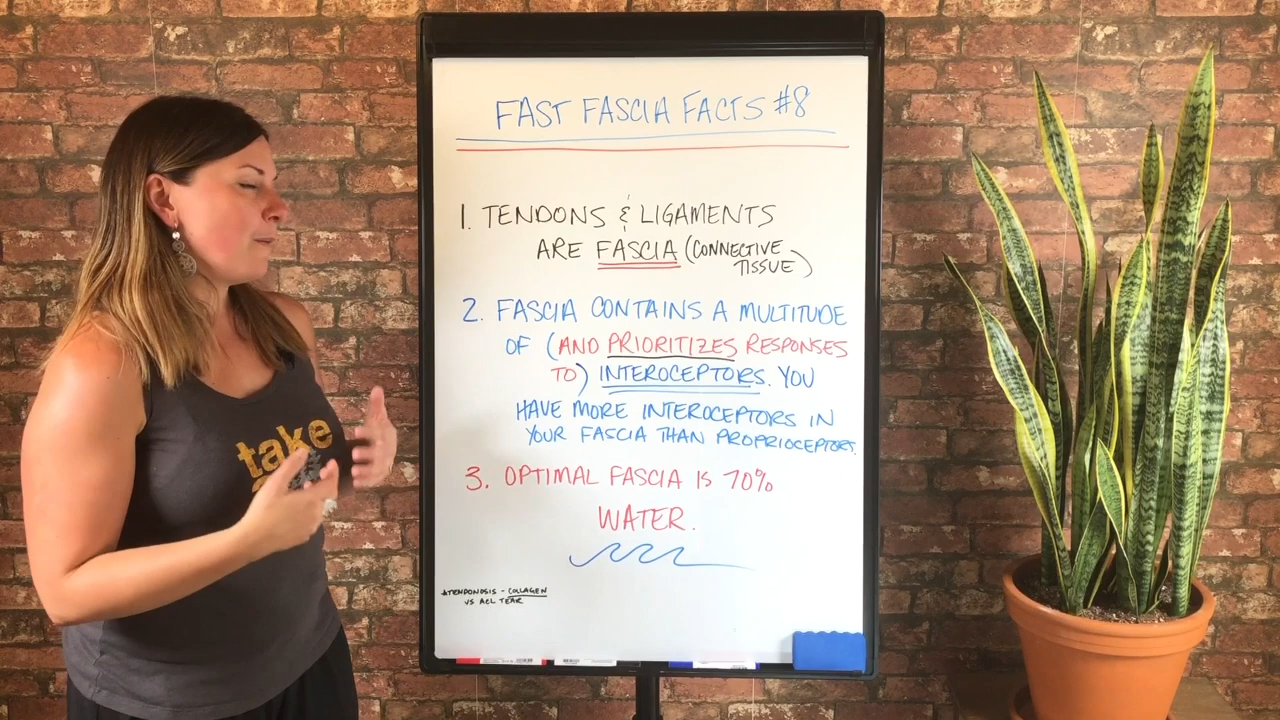 FAST FASCIA FACTS #8
1. TENDONS & LIGAMENTS
ARE FASCIA (CONNECTIVE
TISSUE)
2. FASCIA CONTAINS A MULTITUDE
OF (AND PRIORITIZES RESPONSES
TO) INTEROCEPTORS. YOU
HAVE MORE INTEROCEPTORS IN
YOUR FASCIA THAN PROPRIOCEPTORS.
3. OPTIMAL FASCIA IS 70%
WATER.
*TENDONOSIS - COLLAGEN
VS ACL TEAR
take